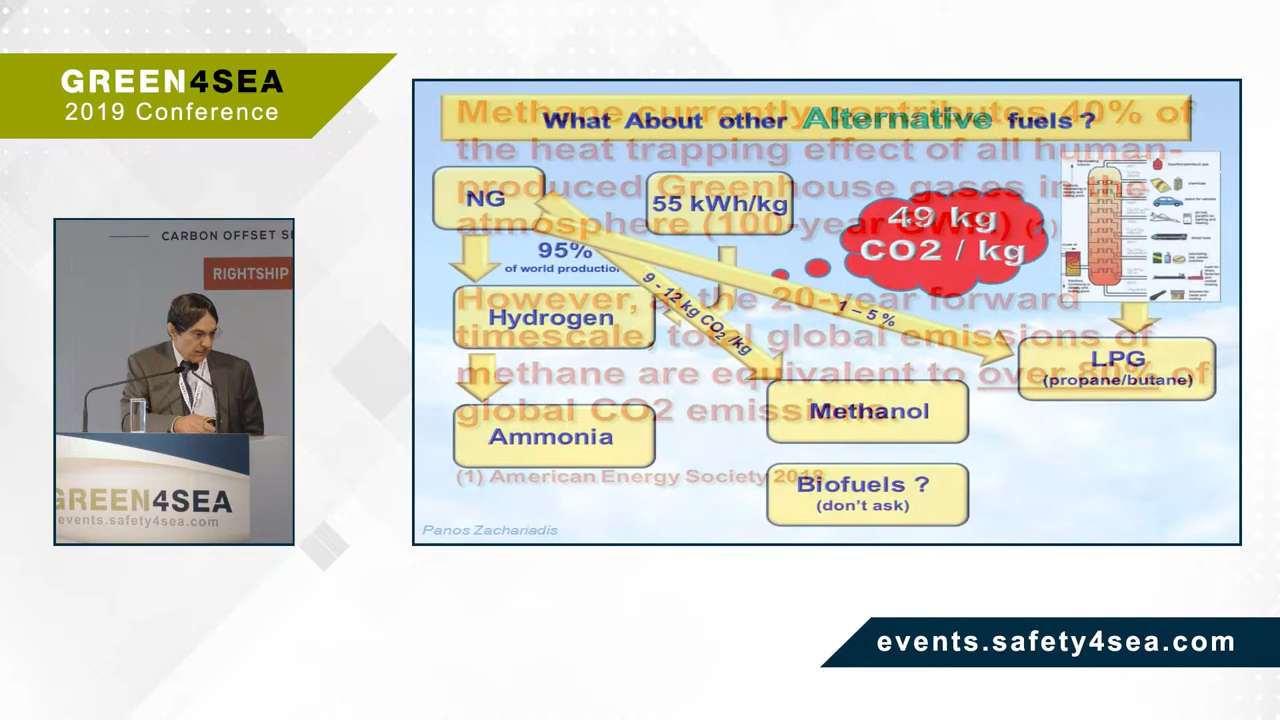 GREEN4SEA
2019 Conference
CARBON OFFSET
RIGHTSHIP
GREEN4SEA
events.safety4sea.com
What About other Alternative fuels ?
Methane currently contributes 40% of
the heat trapping effect of all human-
produced Greenhouse gases in the
atmosphere (100-year
However, the 20-year forward
timescale, total global emissions of
methane are equivalent to over 80% of
global CO2 emissions.
(1) American Energy Society 2018
NG
55 kWh/kg
49 kg
CO2 / kg
95%
of world production
9 - 12 kg CO2 /kg
1 – 5 %
Hydrogen
LPG
(propane/butane)
Ammonia
Methanol
Biofuels ?
(don't ask)
Panos Zachariadis
events.safety4sea.com